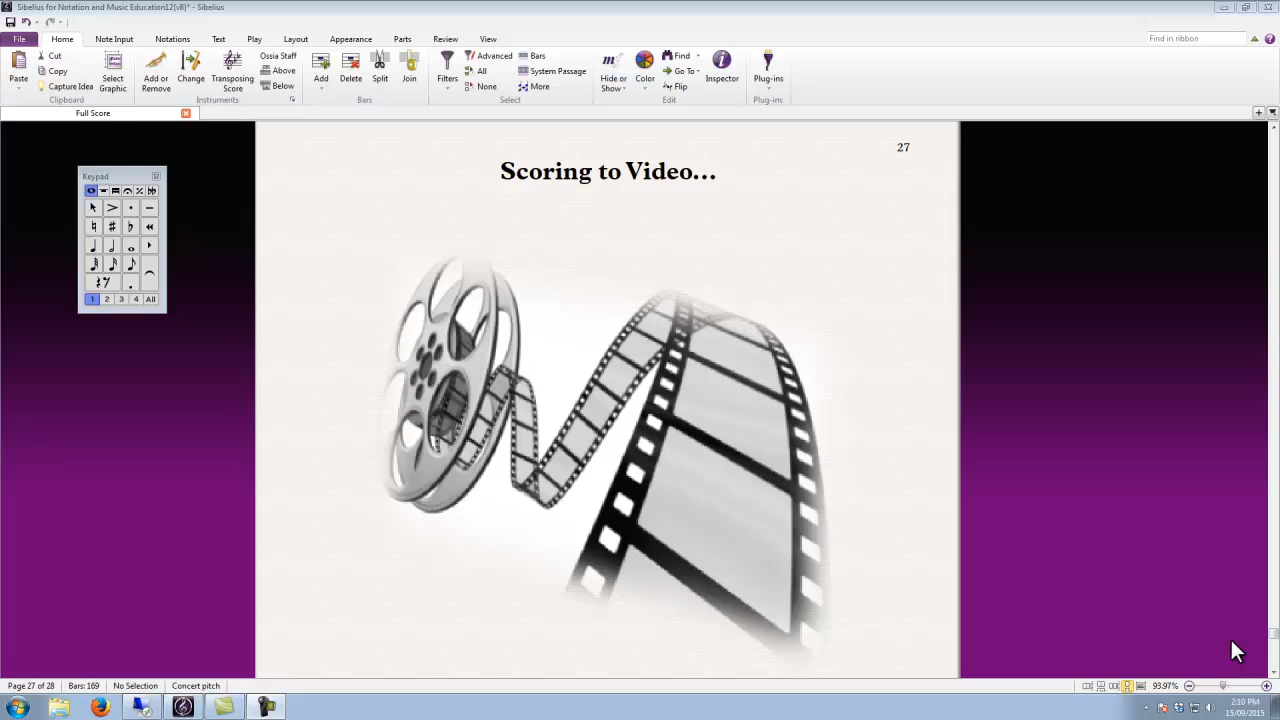 Sibelius for Notation and Music Education12(v8)* - Sibelius
File Home Note Input Notations Text Play Layout Appearance Parts Review View Find in ribbon
Paste
Cut
Copy
Capture Idea
Select Graphic
Clipboard
Add or Remove
Change
Transposing Score
Ossia Staff
Above
Below
Instruments
Add
Delete
Split
Join
Bars
Filters
Advanced
All
None
Bars
System Passage
More
Select
Hide or Show
Color
Find
Go To
Flip
Inspector
Edit
Plug-ins
Plug-ins
Full Score
27
Scoring to Video...
Keypad
1 2 3 4 All
Page 27 of 28 Bars: 169 No Selection Concert pitch 93.97%
2:10 PM
15/09/2015